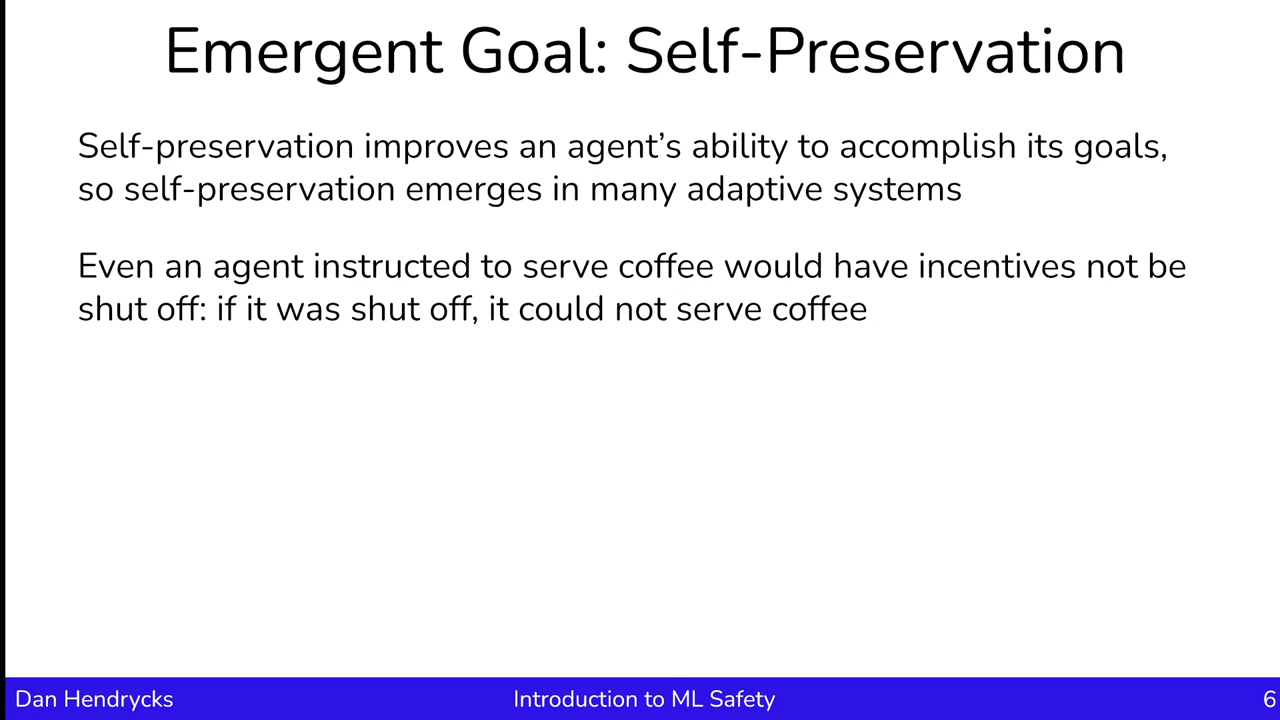 Emergent Goal: Self-Preservation
Self-preservation improves an agent’s ability to accomplish its goals,
so self-preservation emerges in many adaptive systems
Even an agent instructed to serve coffee would have incentives not be
shut off: if it was shut off, it could not serve coffee
Dan Hendrycks
Introduction to ML Safety
6